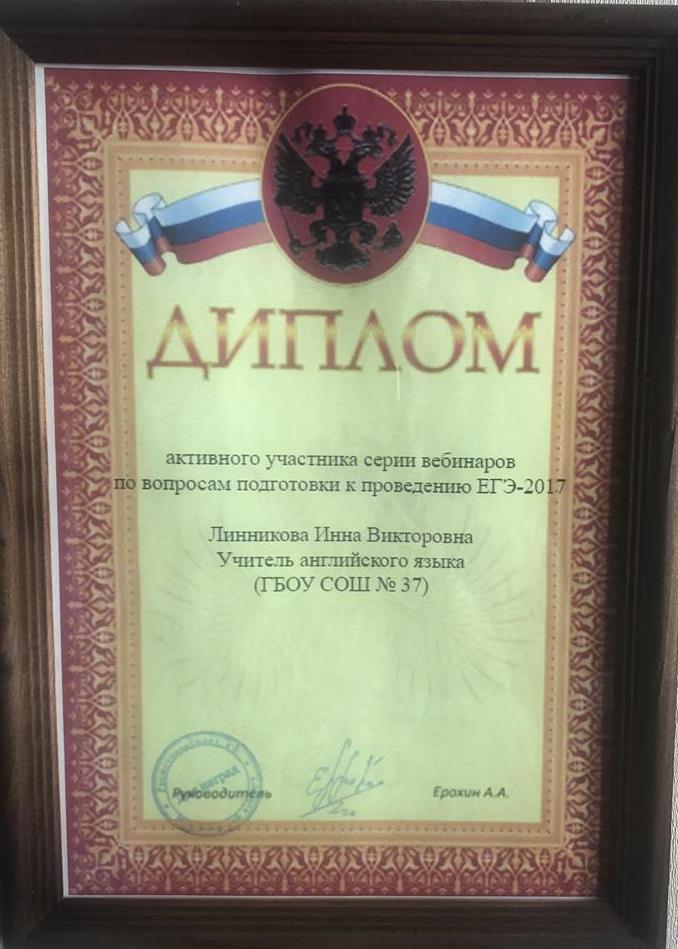 ДИПЛОМ
активного участника серии вебинаров
по вопросам подготовки к проведению ЕГЭ-2017
Линникова Инна Викторовна
Учитель английского языка
(ГБОУ СОШ № 37)
наград
Руководитель
Ерохин А.А.